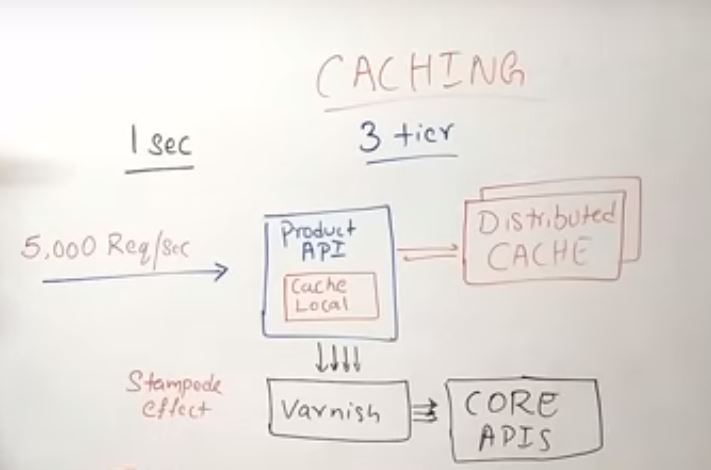 CACHING
1 sec
3 tier
5,000 Req/sec
Product
API
Cache
Local
Distributed
CACHE
Stampede
effect
Varnish
CORE
APIS